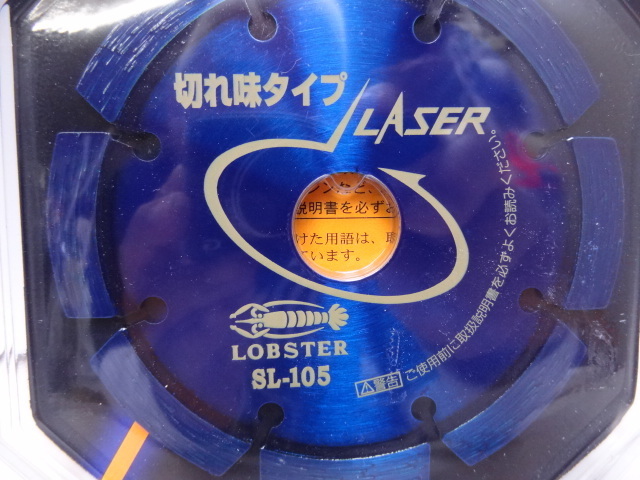 切れ味タイプ
LASER
説明書を必ずお
けた用語は、
ています。
LOBSTER
SL-105
⚠警告 ご使用前に取扱説明書を必ずよくお読みください。